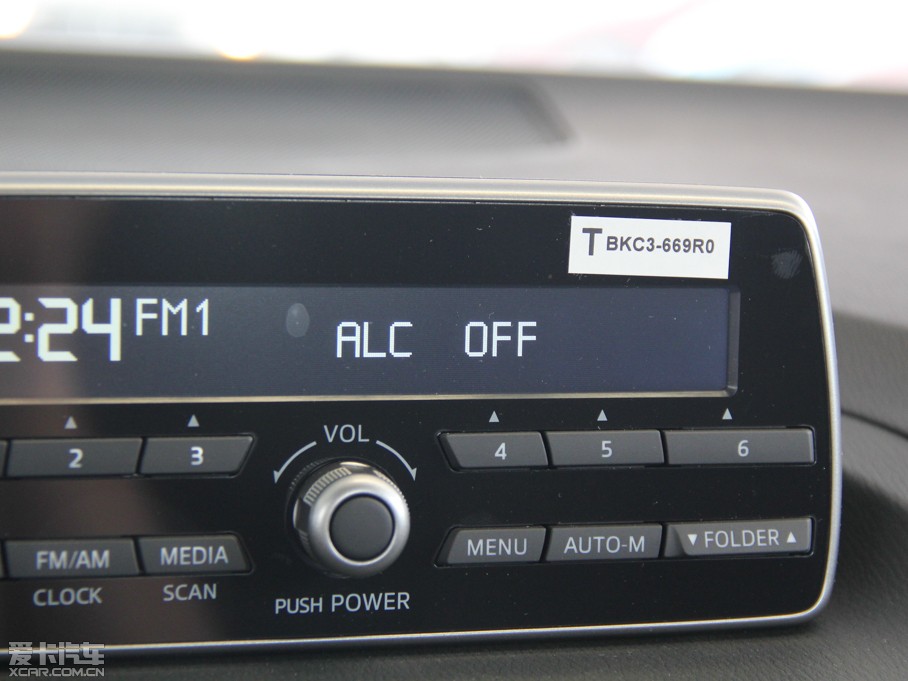 T BKC3-669R0
2:24 FM1 ALC OFF
▲ ▲ VOL ▲ ▲ ▲
2 3 4 5 6
FM/AM MEDIA MENU AUTO-M ▼ FOLDER ▲
CLOCK SCAN PUSH POWER
爱卡汽车
XCAR.COM.CN